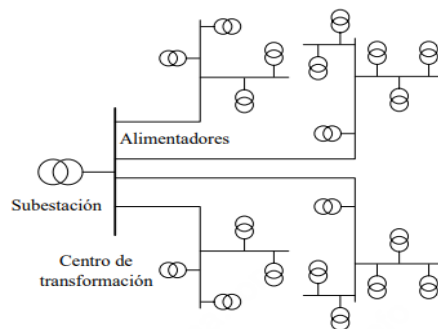 Alimentadores
Subestación
Centro de
transformación